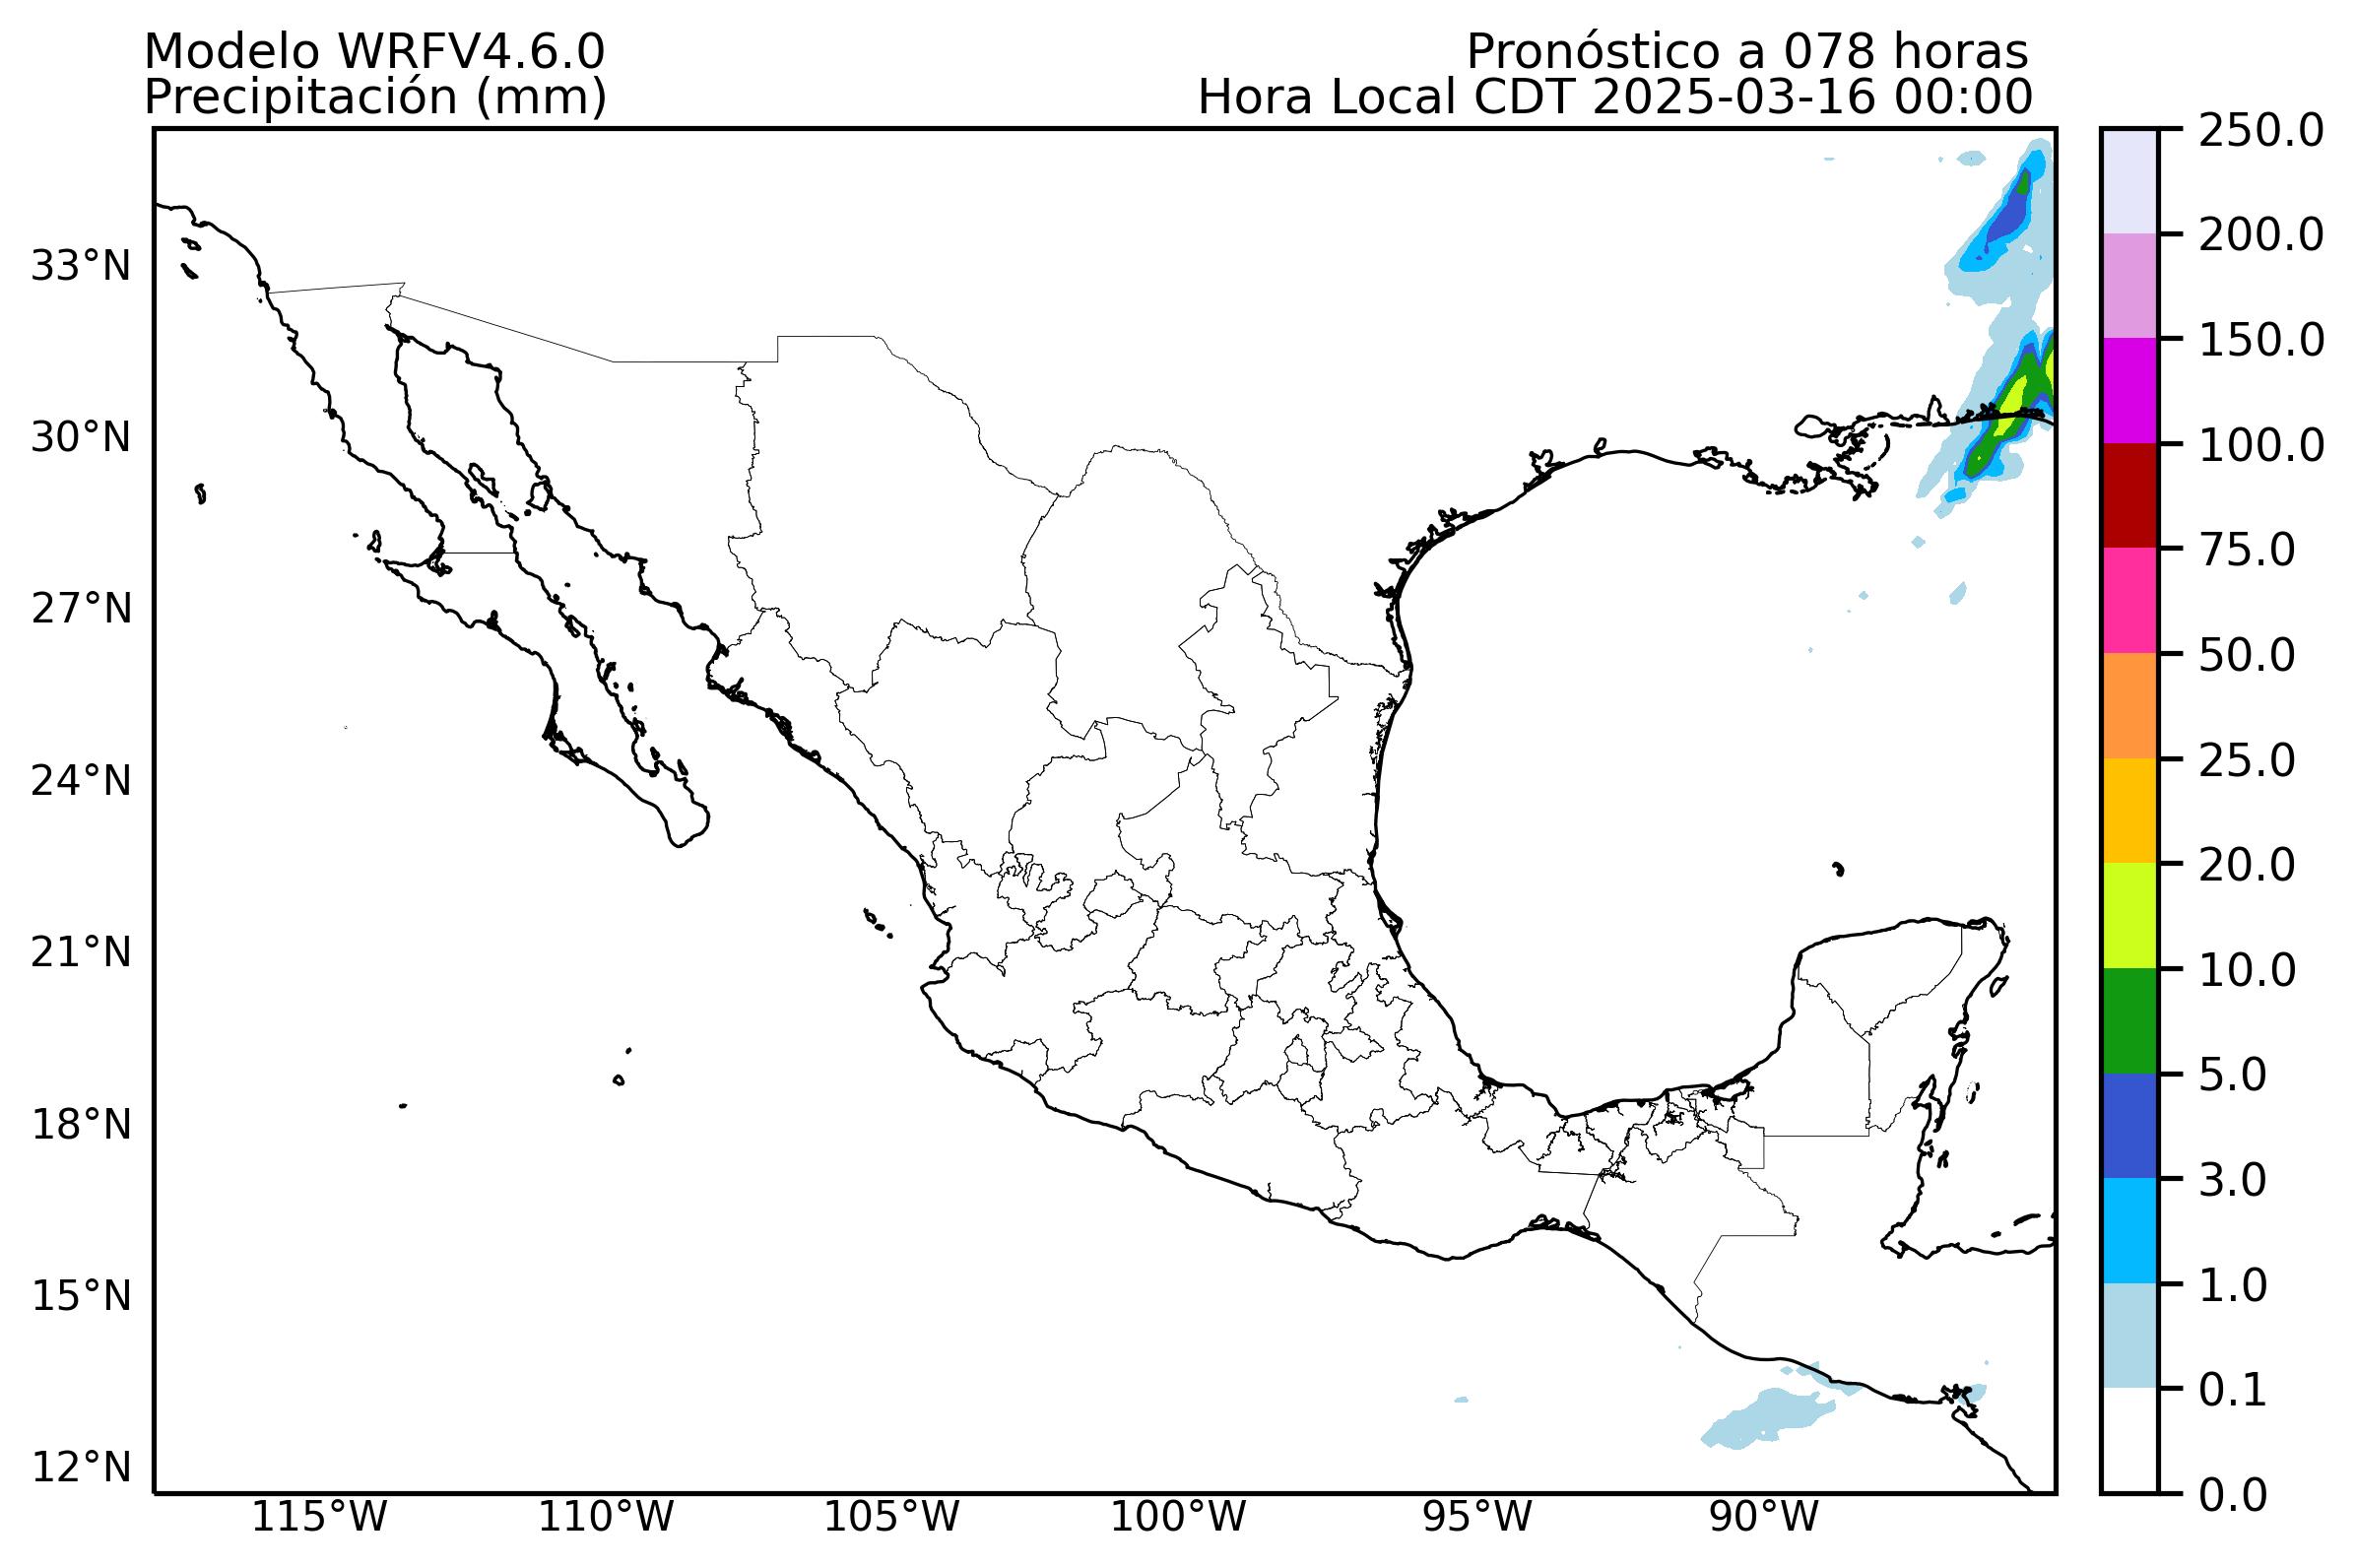 Modelo WRFV4.6.0
Pronóstico a 078 horas
Precipitación (mm)
Hora Local CDT 2025-03-16 00:00
33°N
30°N
27°N
24°N
21°N
18°N
15°N
12°N
115°W
110°W
105°W
100°W
95°W
90°W
250.0
200.0
150.0
100.0
75.0
50.0
25.0
20.0
10.0
5.0
3.0
1.0
0.1
0.0